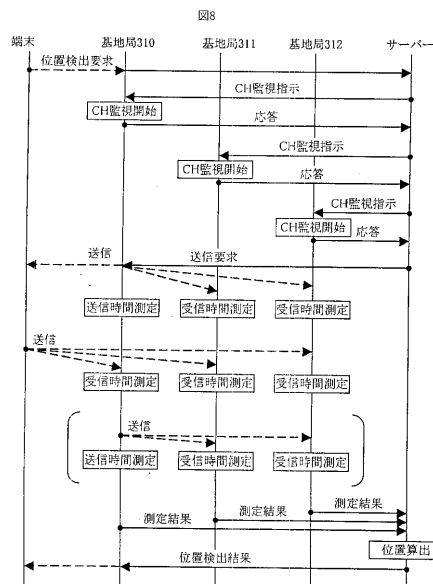 図8
端末 基地局310 基地局311 基地局312 サーバー
位置検出要求
CH監視指示
CH監視開始
応答
CH監視指示
CH監視開始
応答
CH監視指示
CH監視開始
応答
送信 送信要求
送信時間測定 受信時間測定 受信時間測定
送信
受信時間測定 受信時間測定 受信時間測定
送信
送信時間測定 受信時間測定 受信時間測定
測定結果
測定結果
測定結果
位置算出
位置検出結果